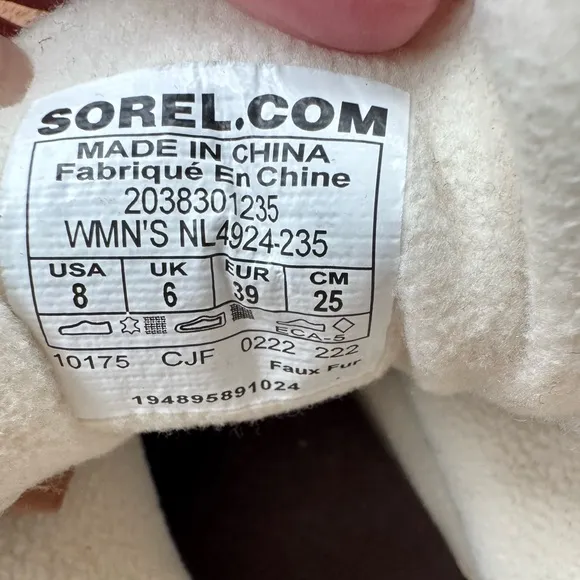 SOREL.COM
MADE IN CHINA
Fabriqué En Chine
2038301235
WMN'S NL4924-235
USA UK EUR CM
8 6 39 25
ECA-5
10175 CJF 0222 222
Faux Fur
194895891024